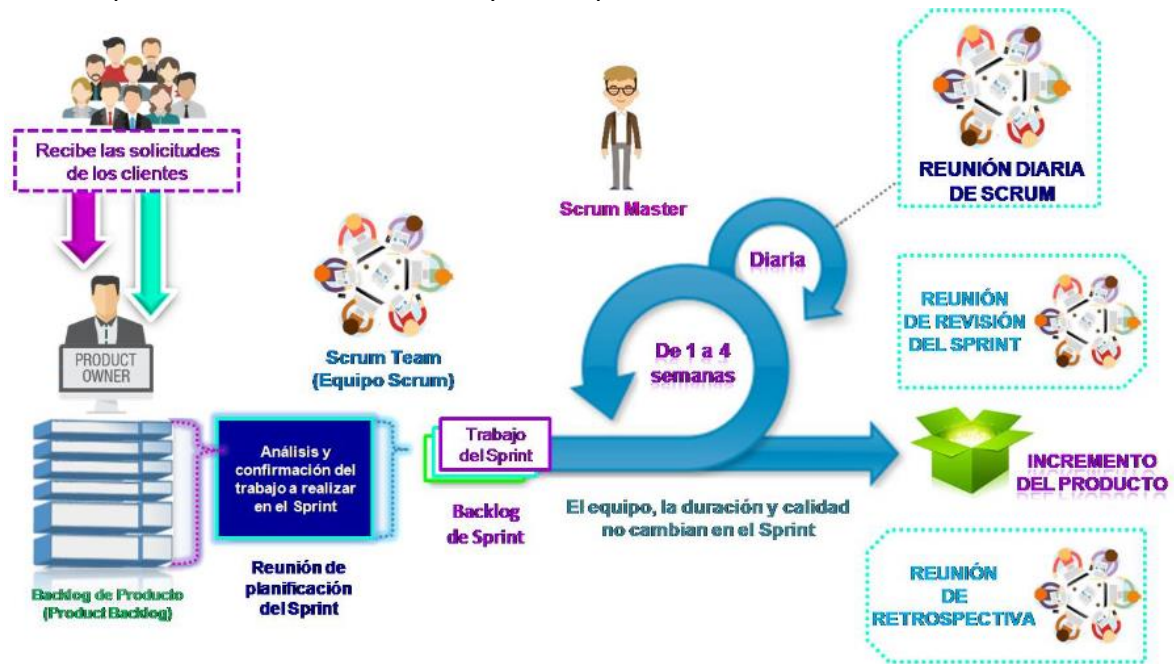 Recibe las solicitudes
de los clientes
PRODUCT
OWNER
Backlog de Producto
(Product Backlog)
Scrum Team
(Equipo Scrum)
Análisis y
confirmación del
trabajo a realizar
en el Sprint
Reunión de
planificación
del Sprint
Trabajo
del Sprint
Backlog
de Sprint
Scrum Master
Diaria
De 1 a 4
semanas
El equipo, la duración y calidad
no cambian en el Sprint
REUNIÓN DIARIA
DE SCRUM
REUNIÓN
DE REVISIÓN
DEL SPRINT
INCREMENTO
DEL PRODUCTO
REUNIÓN
DE
RETROSPECTIVA